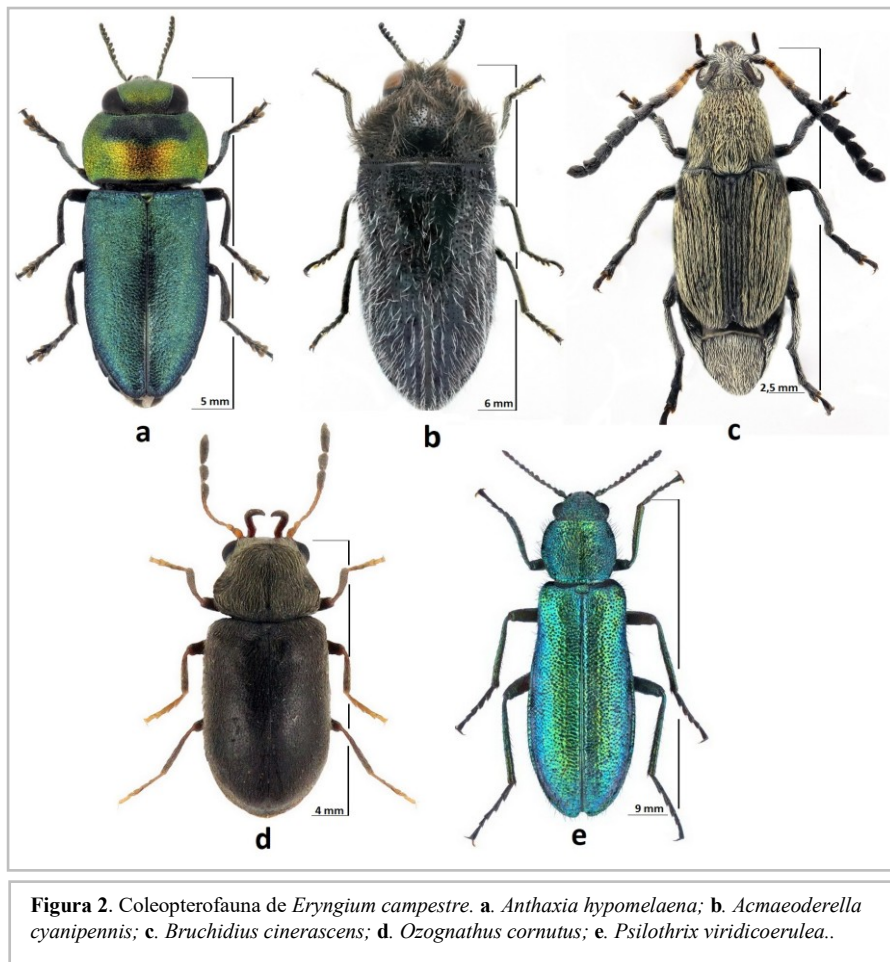 5 mm
a
6 mm
b
2,5 mm
c
4 mm
d
9 mm
e
Figura 2. Coleopterofauna de Eryngium campestre. a. Anthaxia hypomelaena; b. Acmaeoderella
cyanipennis; c. Bruchidius cinerascens; d. Ozognathus cornutus; e. Psilothrix viridicoerulea..